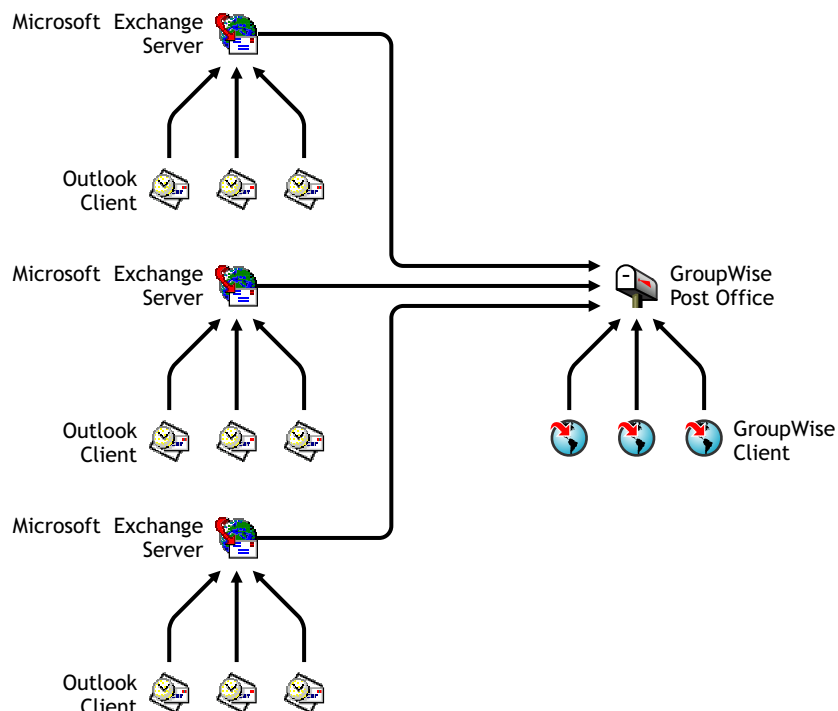 Microsoft Exchange
Server
Outlook
Client
Microsoft Exchange
Server
GroupWise
Post Office
Outlook
Client
GroupWise
Client
Microsoft Exchange
Server
Outlook
Client